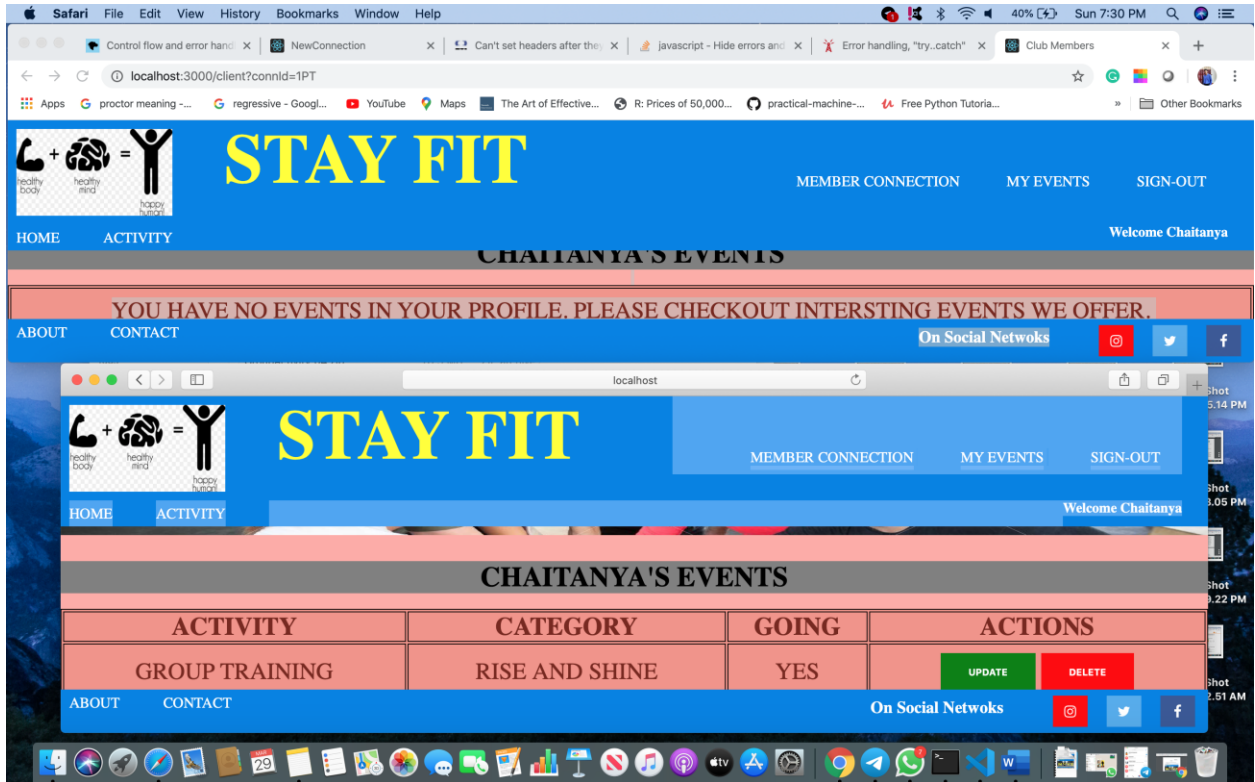 Safari File Edit View History Bookmarks Window Help 40% Sun 7:30 PM
Control flow and error hand NewConnection Can't set headers after they javascript - Hide errors and Error handling, "try..catch" Club Members
localhost:3000/client?connId=1PT
Apps proctor meaning -... regressive - Googl... YouTube Maps The Art of Effective... R: Prices of 50,000... practical-machine-... Free Python Tutoria... » Other Bookmarks
healthy body healthy mind happy human!
STAY FIT
MEMBER CONNECTION MY EVENTS SIGN-OUT
HOME ACTIVITY Welcome Chaitanya
CHAITANYA'S EVENTS
YOU HAVE NO EVENTS IN YOUR PROFILE. PLEASE CHECKOUT INTERSTING EVENTS WE OFFER.
ABOUT CONTACT On Social Netwoks
localhost
healthy body healthy mind happy human!
STAY FIT
MEMBER CONNECTION MY EVENTS SIGN-OUT
HOME ACTIVITY Welcome Chaitanya
CHAITANYA'S EVENTS
ACTIVITY CATEGORY GOING ACTIONS
GROUP TRAINING RISE AND SHINE YES UPDATE DELETE
ABOUT CONTACT On Social Netwoks